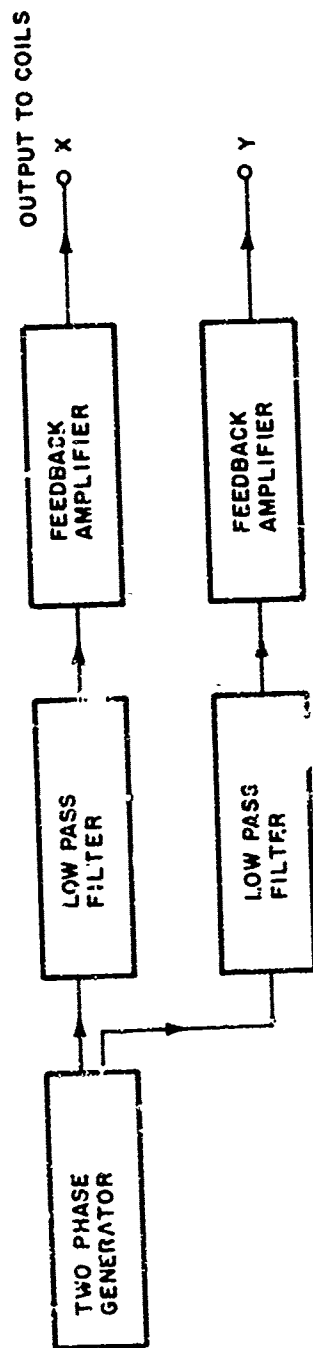 TWO PHASE
GENERATOR
LOW PASS
FILTER
FEEDBACK
AMPLIFIER
OUTPUT TO COILS
X
LOW PASS
FILTER
FEEDBACK
AMPLIFIER
Y